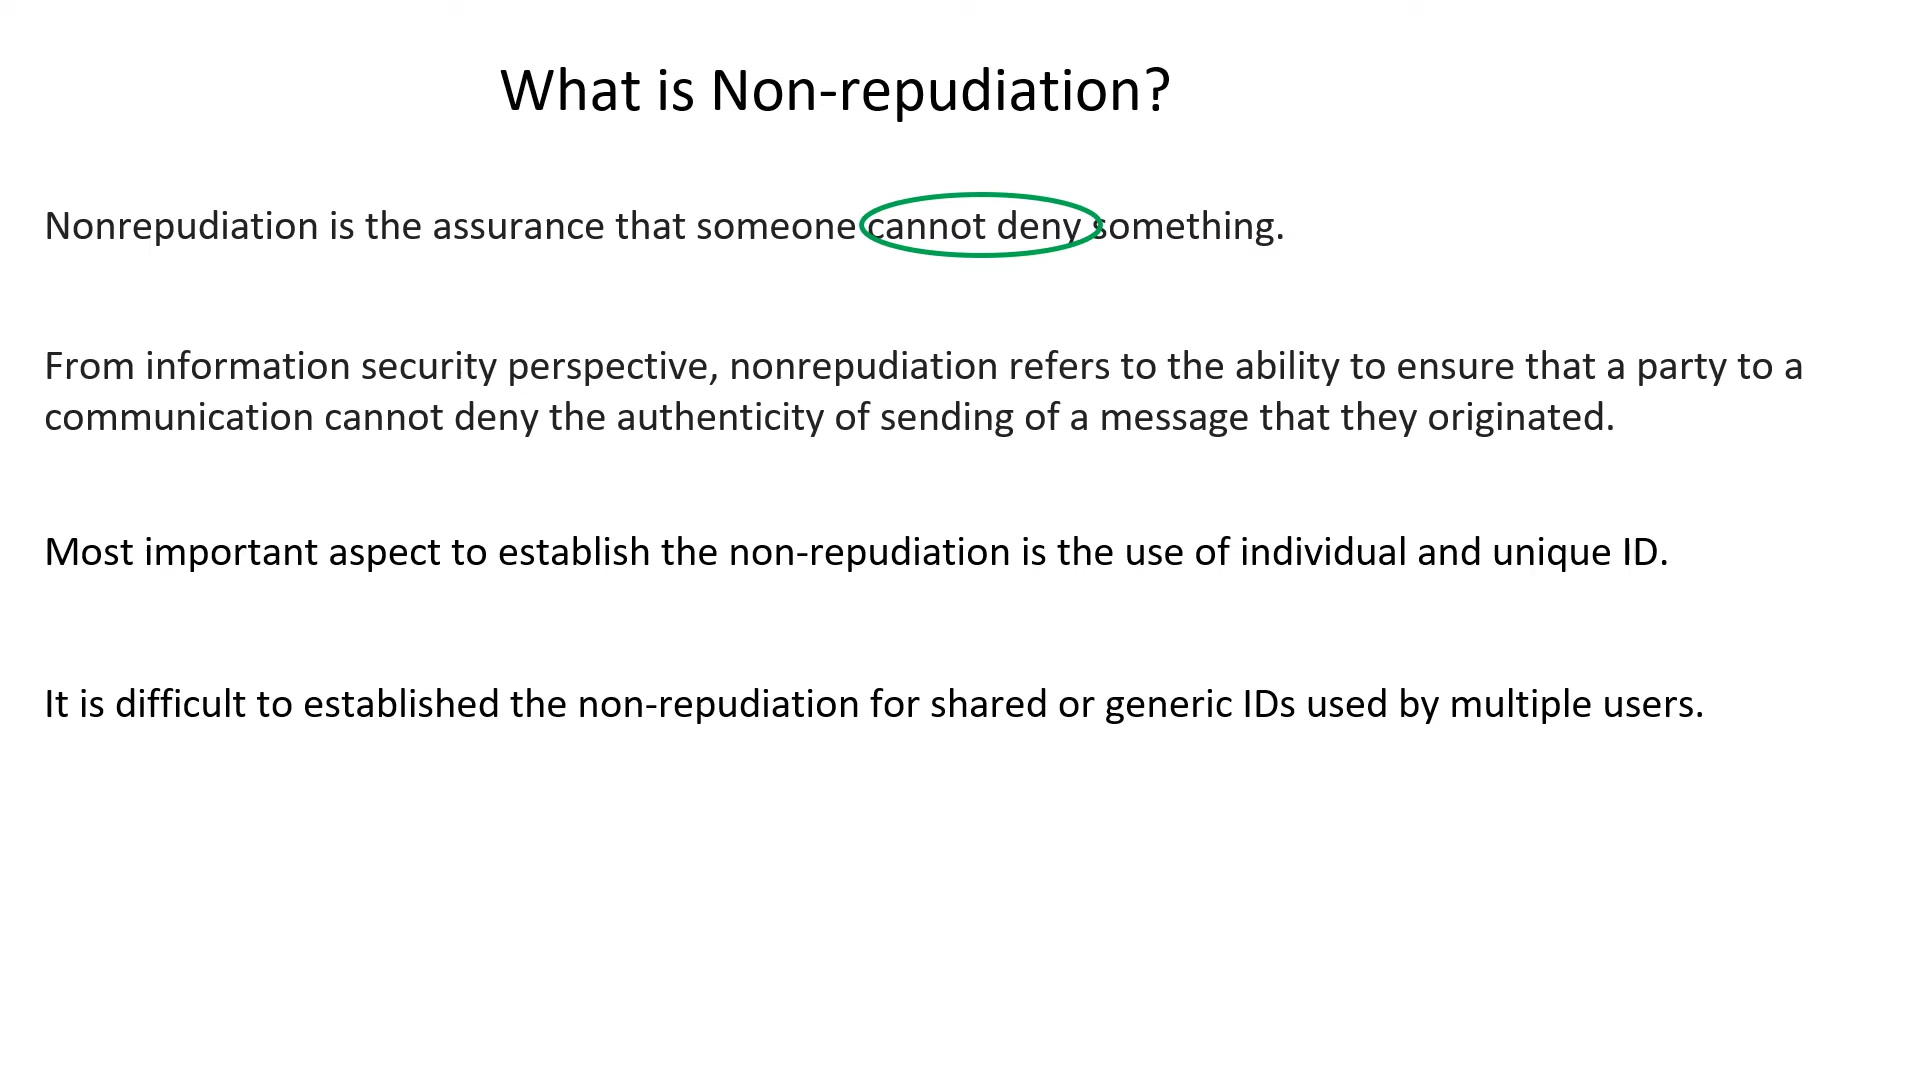 What is Non-repudiation?
Nonrepudiation is the assurance that someone cannot deny something.
From information security perspective, nonrepudiation refers to the ability to ensure that a party to a
communication cannot deny the authenticity of sending of a message that they originated.
Most important aspect to establish the non-repudiation is the use of individual and unique ID.
It is difficult to established the non-repudiation for shared or generic IDs used by multiple users.